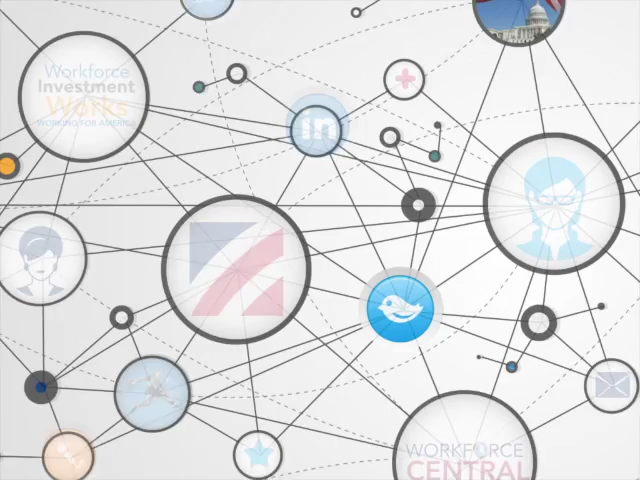 Workforce
Investment
Works
WORKING FOR AMERICA
in
WORKFORCE
CENTRAL